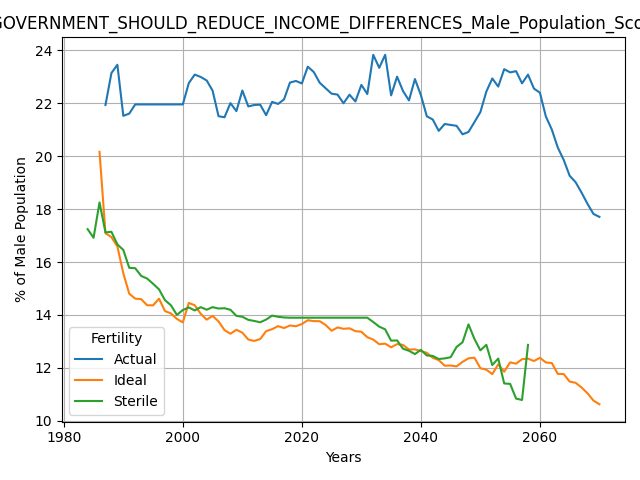 GOVERNMENT_SHOULD_REDUCE_INCOME_DIFFERENCES_Male_Population_Sco
24
22
20
18
16
14
12
10
% of Male Population
Fertility
Actual
Ideal
Sterile
1980
2000
2020
2040
2060
Years